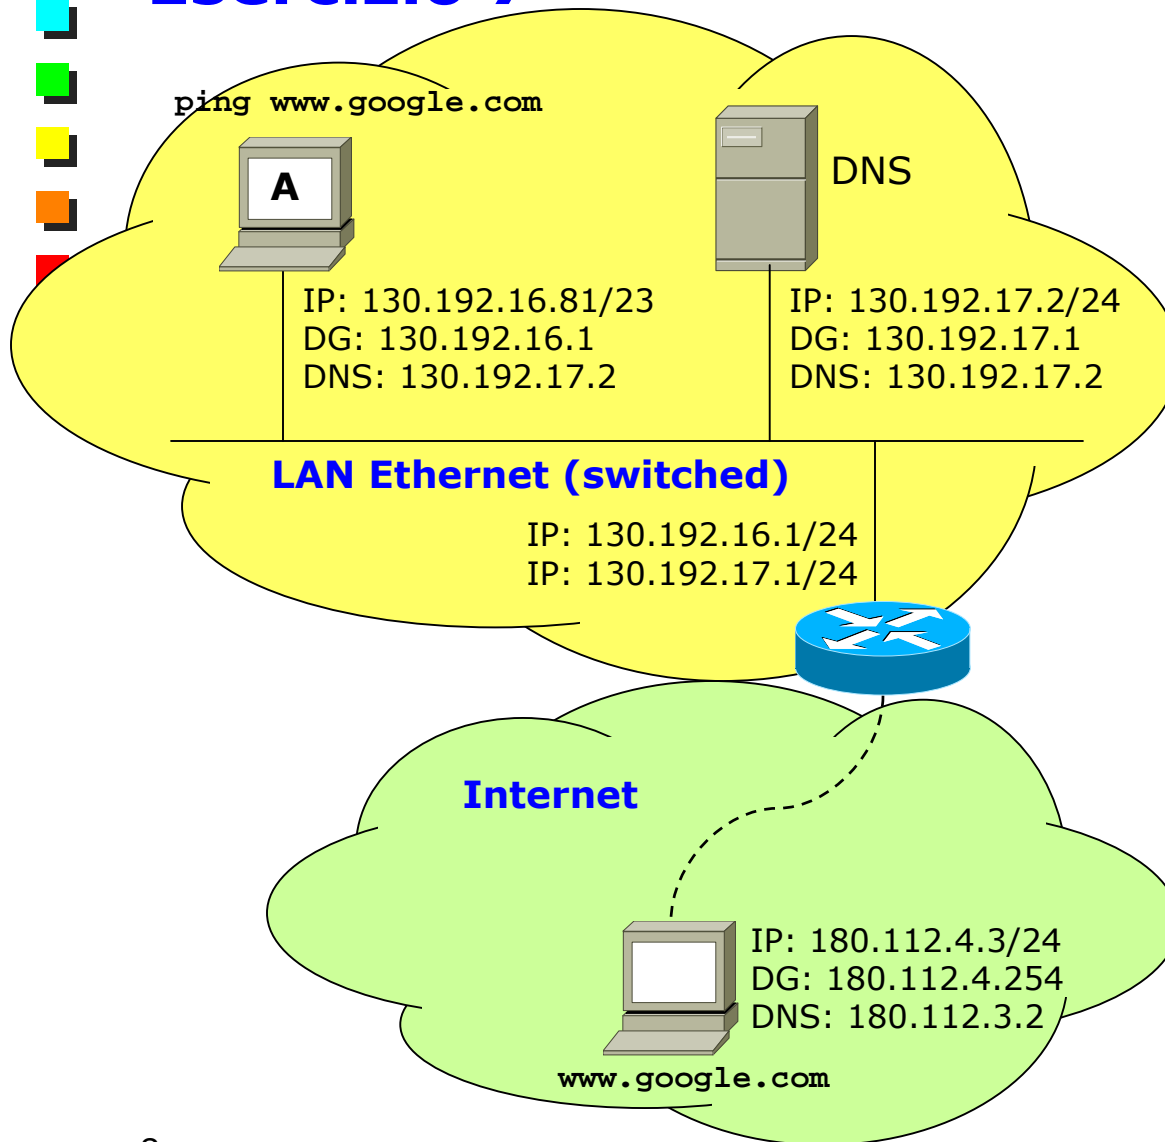 Esercizio 7
ping www.google.com
A
DNS
IP: 130.192.16.81/23
DG: 130.192.16.1
DNS: 130.192.17.2
IP: 130.192.17.2/24
DG: 130.192.17.1
DNS: 130.192.17.2
LAN Ethernet (switched)
IP: 130.192.16.1/24
IP: 130.192.17.1/24
Internet
IP: 180.112.4.3/24
DG: 180.112.4.254
DNS: 180.112.3.2
www.google.com